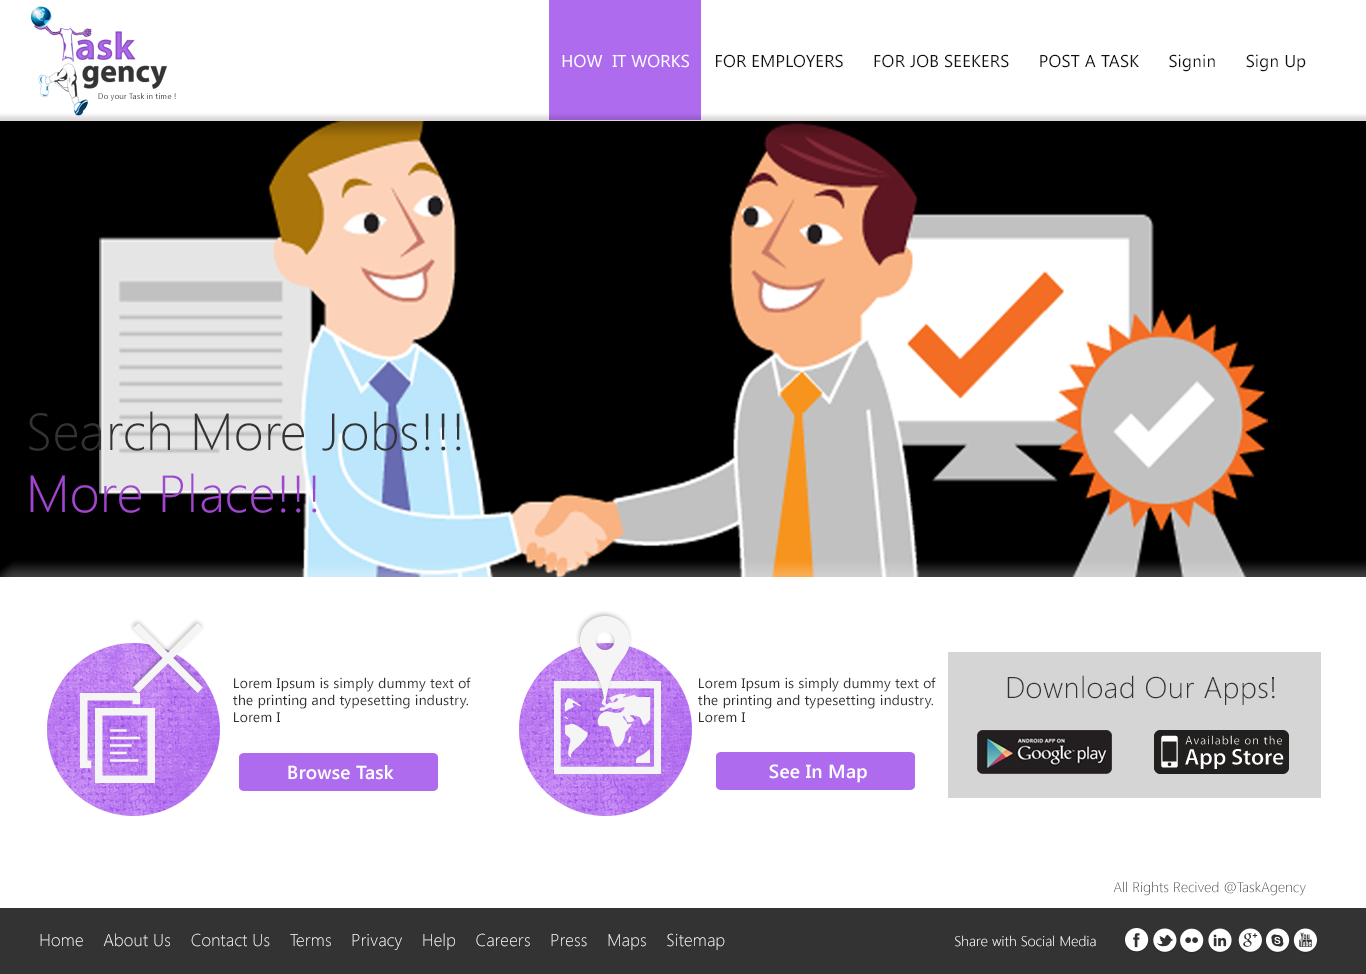 Task
Agency
Do your Task in time !
HOW IT WORKS
FOR EMPLOYERS
FOR JOB SEEKERS
POST A TASK
Signin
Sign Up
Search More Jobs!!!
More Place!!!
Lorem Ipsum is simply dummy text of
the printing and typesetting industry.
Lorem I
Browse Task
Lorem Ipsum is simply dummy text of
the printing and typesetting industry.
Lorem I
See In Map
Download Our Apps!
ANDROID APP ON
Google play
Available on the
App Store
All Rights Recived @TaskAgency
Home
About Us
Contact Us
Terms
Privacy
Help
Careers
Press
Maps
Sitemap
Share with Social Media
f
in
g+
S
You
Tube